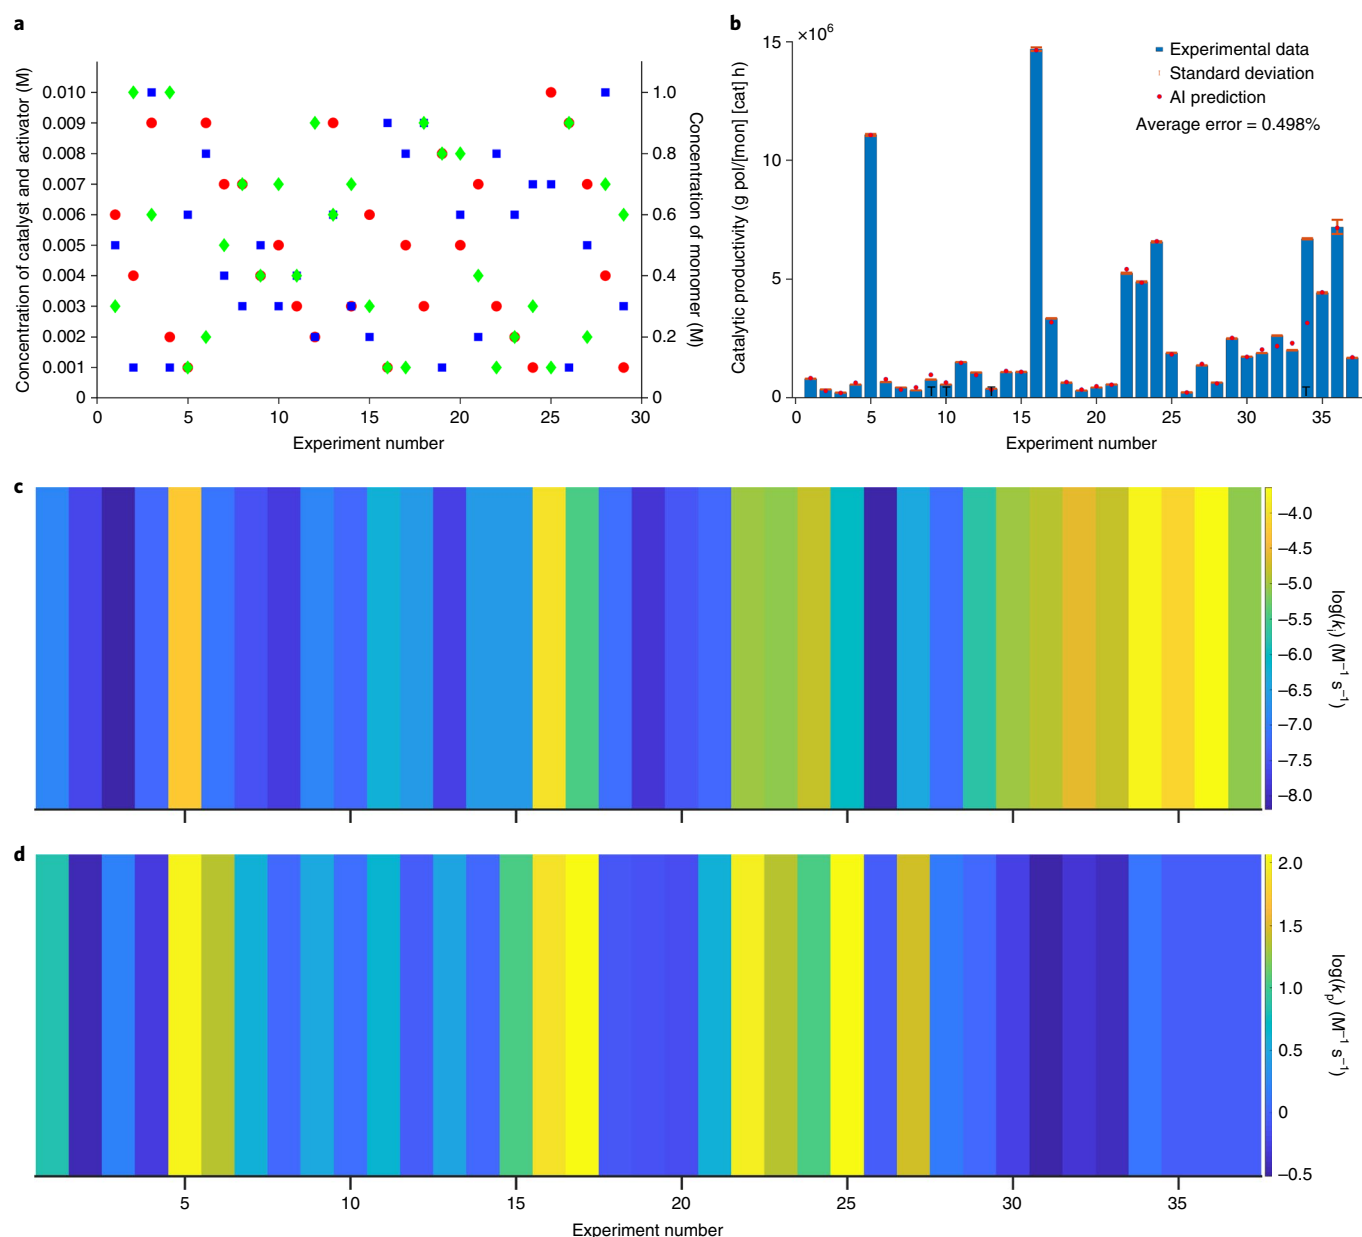 a
Concentration of catalyst and activator (M)
0.010
0.009
0.008
0.007
0.006
0.005
0.004
0.003
0.002
0.001
0
1.0
0.8
0.6
0.4
0.2
0
Concentration of monomer (M)
0 5 10 15 20 25 30
Experiment number
b
×10⁶
Catalytic productivity (g pol/[mon] [cat] h)
15
10
5
0
Experimental data
Standard deviation
AI prediction
Average error = 0.498%
0 5 10 15 20 25 30 35
Experiment number
c
–4.0
–4.5
–5.0
–5.5
–6.0
–6.5
–7.0
–7.5
–8.0
log(kᵢ) (M⁻¹ s⁻¹)
d
2.0
1.5
1.0
0.5
0
–0.5
log(kₚ) (M⁻¹ s⁻¹)
5 10 15 20 25 30 35
Experiment number